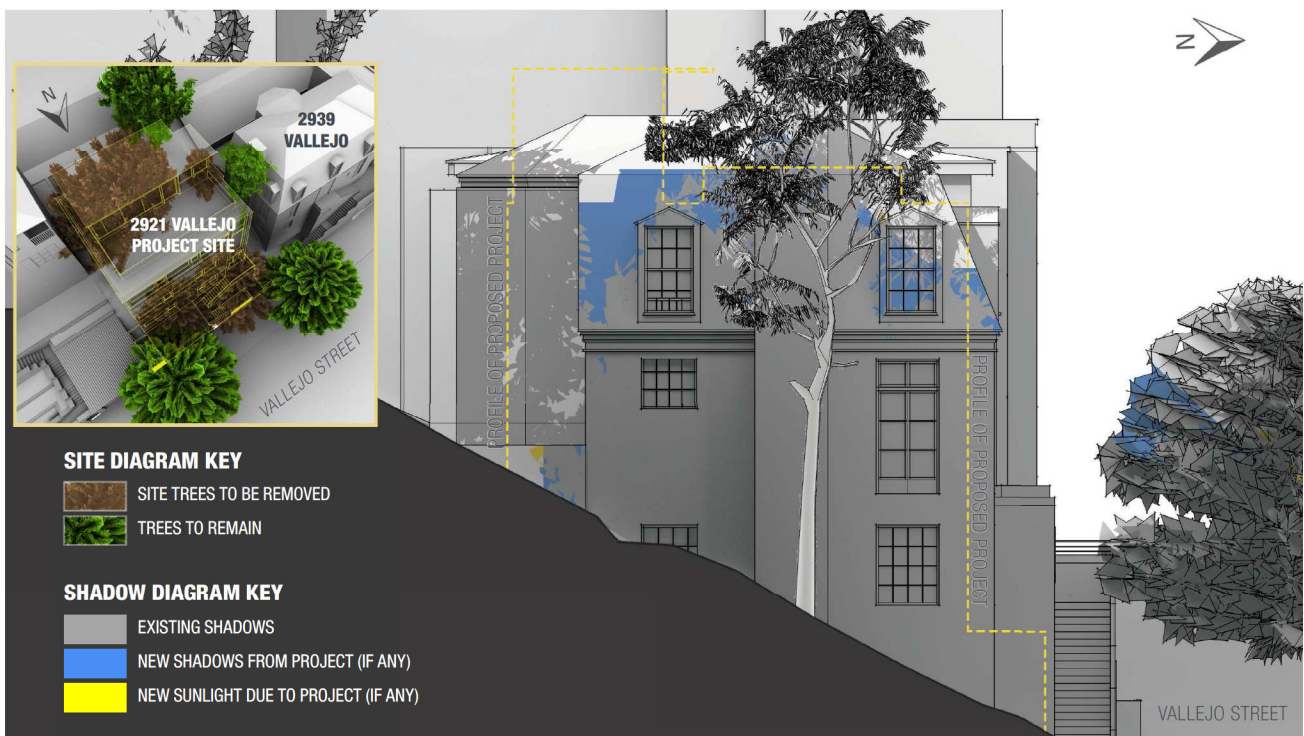 N
2939
VALLEJO
2921 VALLEJO
PROJECT SITE
VALLEJO STREET
SITE DIAGRAM KEY
SITE TREES TO BE REMOVED
TREES TO REMAIN
SHADOW DIAGRAM KEY
EXISTING SHADOWS
NEW SHADOWS FROM PROJECT (IF ANY)
NEW SUNLIGHT DUE TO PROJECT (IF ANY)
PROFILE OF PROPOSED PROJECT
PROFILE OF PROPOSED PROJECT
N
VALLEJO STREET